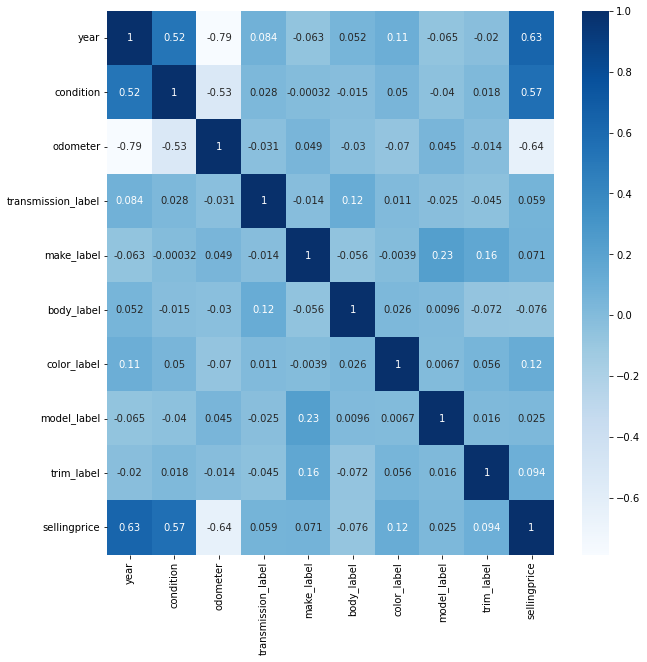 year 1 0.52 -0.79 0.084 -0.063 0.052 0.11 -0.065 -0.02 0.63
condition 0.52 1 -0.53 0.028 -0.00032 -0.015 0.05 -0.04 0.018 0.57
odometer -0.79 -0.53 1 -0.031 0.049 -0.03 -0.07 0.045 -0.014 -0.64
transmission_label 0.084 0.028 -0.031 1 -0.014 0.12 0.011 -0.025 -0.045 0.059
make_label -0.063 -0.00032 0.049 -0.014 1 -0.056 -0.0039 0.23 0.16 0.071
body_label 0.052 -0.015 -0.03 0.12 -0.056 1 0.026 0.0096 -0.072 -0.076
color_label 0.11 0.05 -0.07 0.011 -0.0039 0.026 1 0.0067 0.056 0.12
model_label -0.065 -0.04 0.045 -0.025 0.23 0.0096 0.0067 1 0.016 0.025
trim_label -0.02 0.018 -0.014 -0.045 0.16 -0.072 0.056 0.016 1 0.094
sellingprice 0.63 0.57 -0.64 0.059 0.071 -0.076 0.12 0.025 0.094 1
year condition odometer transmission_label make_label body_label color_label model_label trim_label sellingprice
1.0
0.8
0.6
0.4
0.2
0.0
−0.2
−0.4
−0.6